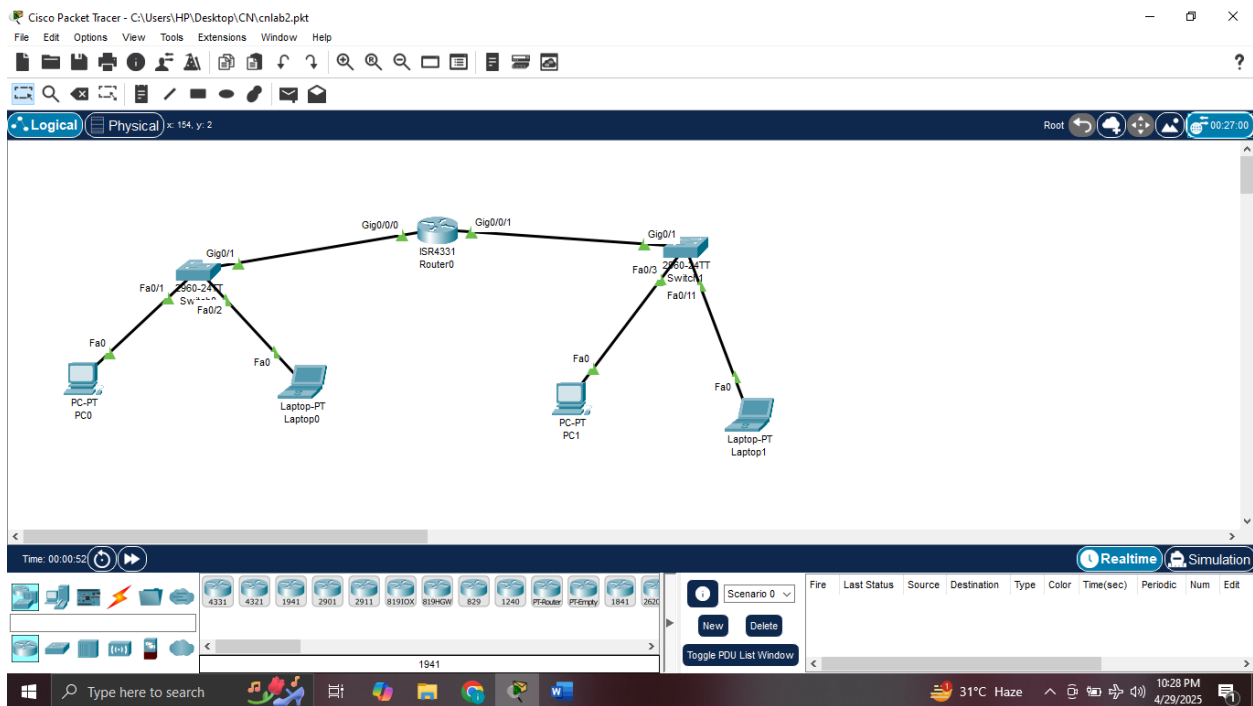 Cisco Packet Tracer - C:\Users\HP\Desktop\CN\cnlab2.pkt
File Edit Options View Tools Extensions Window Help
Logical Physical x: 154, y: 2 Root 00:27:00
Gig0/0/0 Gig0/0/1
ISR4331
Router0
Gig0/1
Gig0/1
2960-24TT
Switch1
Fa0/3
Fa0/11
Fa0/1
2960-24TT
Fa0/2
Fa0
Fa0
Fa0
Fa0
PC-PT
PC0
Laptop-PT
Laptop0
PC-PT
PC1
Laptop-PT
Laptop1
Time: 00:00:52 Realtime Simulation
4331 4321 1941 2901 2911 819IOX 819HGW 829 1240 PT-Router PT-Empty 1841
1941
Scenario 0
New Delete
Toggle PDU List Window
Fire Last Status Source Destination Type Color Time(sec) Periodic Num Edit
Type here to search
31°C Haze
10:28 PM
4/29/2025